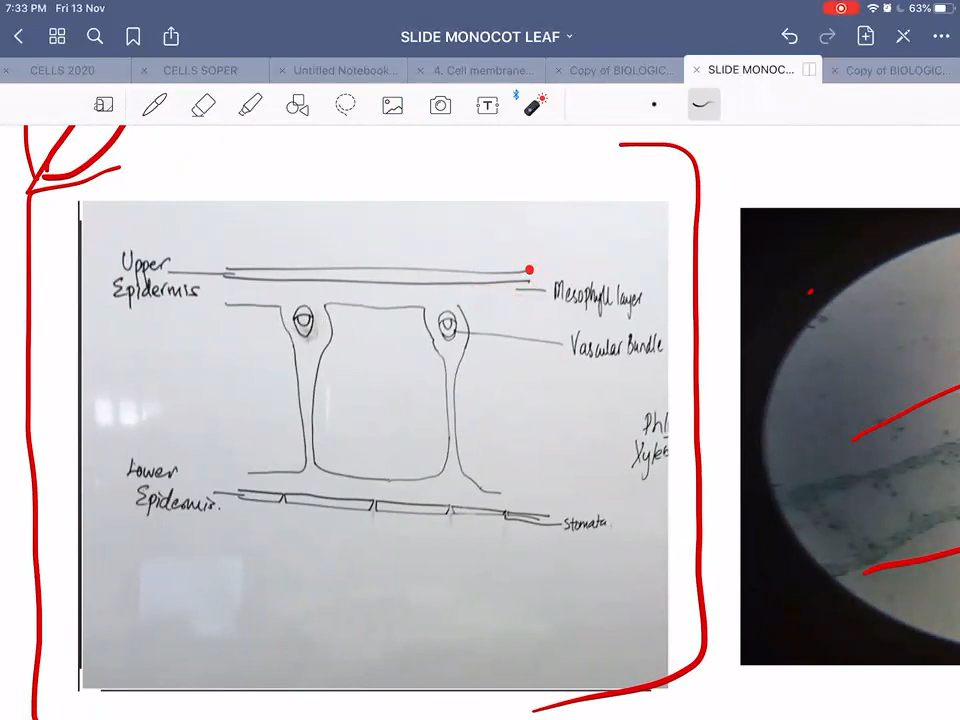 7:33 PM Fri 13 Nov
63%
SLIDE MONOCOT LEAF
CELLS 2020
CELLS SOPER
Untitled Notebook...
4. Cell membrane...
Copy of BIOLOGIC...
SLIDE MONOC...
Copy of BIOLOGIC...
Upper
Epidermis
Mesophyll layer
Vascular Bundle
Lower
Epidermis.
Stomata